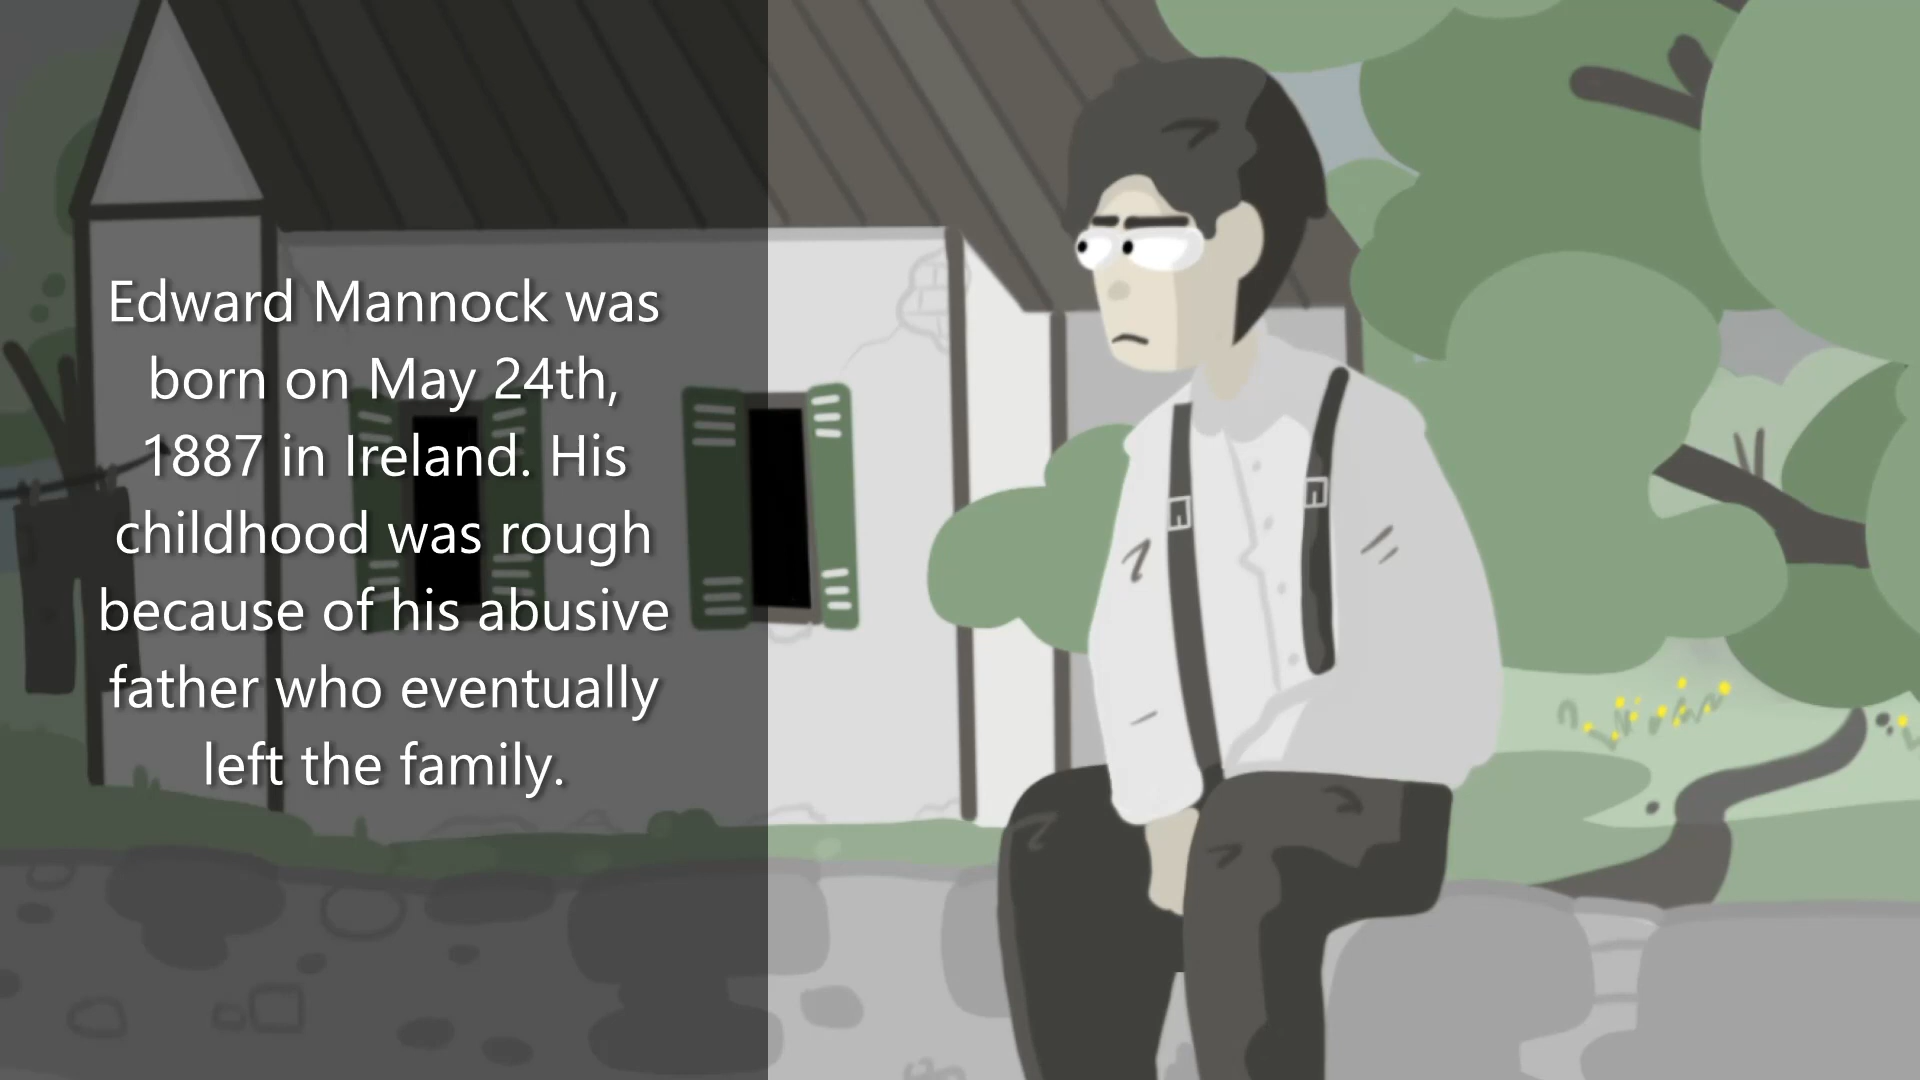 Edward Mannock was
born on May 24th,
1887 in Ireland. His
childhood was rough
because of his abusive
father who eventually
left the family.